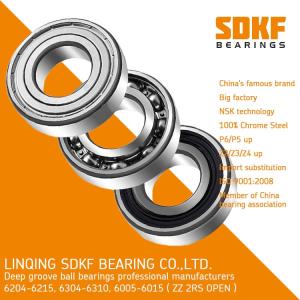 SDKF
BEARINGS
China's famous brand
Big factory
NSK technology
100% Chrome Steel
P6/P5 up
Z2/Z3/Z4 up
Import substitution
ISO 9001:2008
Member of China
bearing association
LINQING SDKF BEARING CO.,LTD.
Deep groove ball bearings professional manufacturers
6204-6215, 6304-6310, 6005-6015 ( ZZ 2RS OPEN )